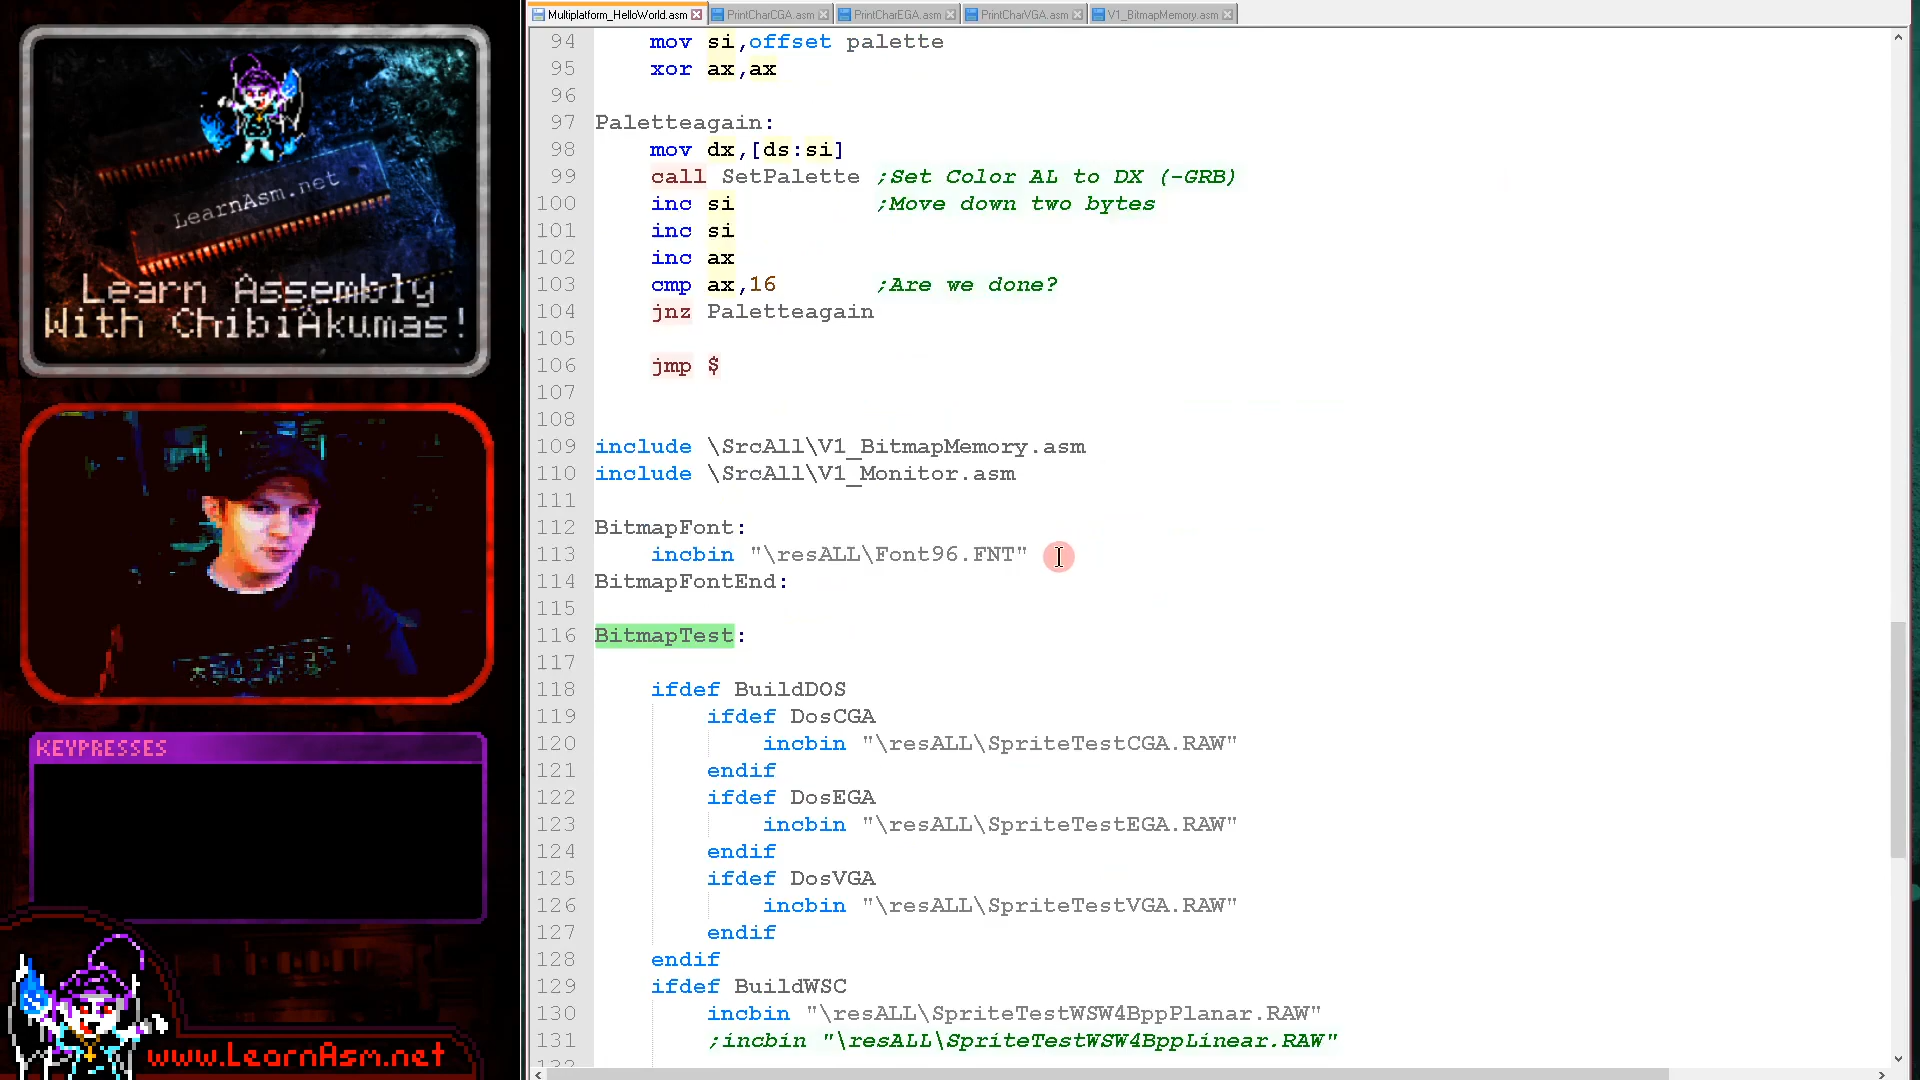 Multiplatform_HelloWorld.asm PrintCharCGA.asm PrintCharEGA.asm PrintCharVGA.asm V1_BitmapMemory.asm
LearnAsm.net
Learn Assembly
With ChibiAkumas!
KEYPRESSES
www.LearnAsm.net
94 mov si,offset palette
95 xor ax,ax
96
97 Paletteagain:
98 mov dx,[ds:si]
99 call SetPalette ;Set Color AL to DX (-GRB)
100 inc si ;Move down two bytes
101 inc si
102 inc ax
103 cmp ax,16 ;Are we done?
104 jnz Paletteagain
105
106 jmp $
107
108
109 include \SrcAll\V1_BitmapMemory.asm
110 include \SrcAll\V1_Monitor.asm
111
112 BitmapFont:
113 incbin "\resALL\Font96.FNT"
114 BitmapFontEnd:
115
116 BitmapTest:
117
118 ifdef BuildDOS
119 ifdef DosCGA
120 incbin "\resALL\SpriteTestCGA.RAW"
121 endif
122 ifdef DosEGA
123 incbin "\resALL\SpriteTestEGA.RAW"
124 endif
125 ifdef DosVGA
126 incbin "\resALL\SpriteTestVGA.RAW"
127 endif
128 endif
129 ifdef BuildWSC
130 incbin "\resALL\SpriteTestWSW4BppPlanar.RAW"
131 ;incbin "\resALL\SpriteTestWSW4BppLinear.RAW"